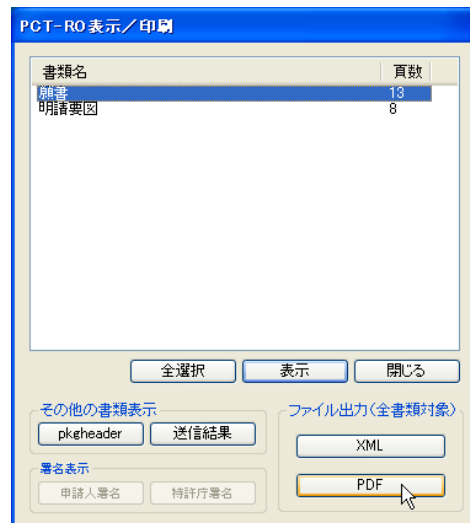 PCT-RO表示／印刷
書類名 頁数
願書 13
明請要図 8
全選択 表示 閉じる
その他の書類表示 ファイル出力(全書類対象)
pkgheader 送信結果 XML
署名表示
申請人署名 特許庁署名 PDF